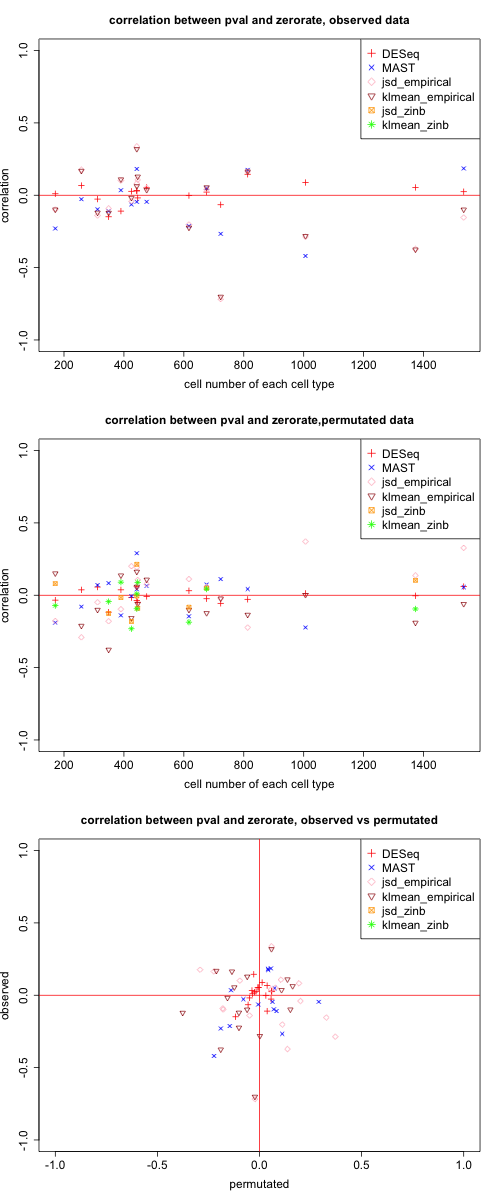 correlation between pval and zerorate, observed data
1.0
0.5
0.0
-0.5
-1.0
correlation
DESeq
MAST
jsd_empirical
klmean_empirical
jsd_zinb
klmean_zinb
200 400 600 800 1000 1200 1400
cell number of each cell type
correlation between pval and zerorate,permutated data
1.0
0.5
0.0
-0.5
-1.0
correlation
DESeq
MAST
jsd_empirical
klmean_empirical
jsd_zinb
klmean_zinb
200 400 600 800 1000 1200 1400
cell number of each cell type
correlation between pval and zerorate, observed vs permutated
1.0
0.5
0.0
-0.5
-1.0
observed
DESeq
MAST
jsd_empirical
klmean_empirical
jsd_zinb
klmean_zinb
-1.0 -0.5 0.0 0.5 1.0
permutated